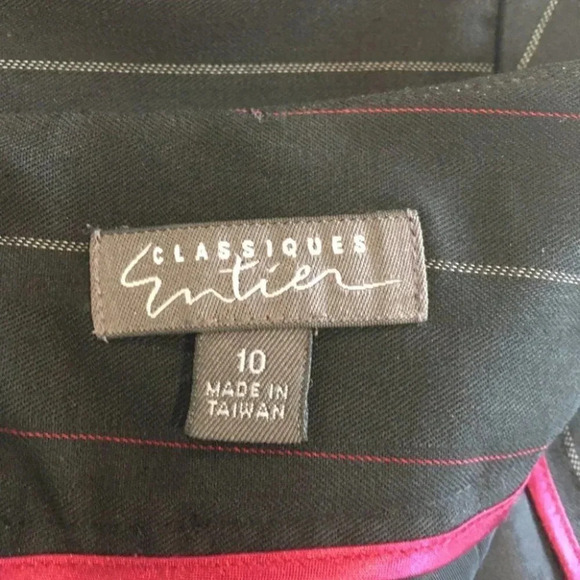 CLASSIQUES
Entier
10
MADE IN
TAIWAN